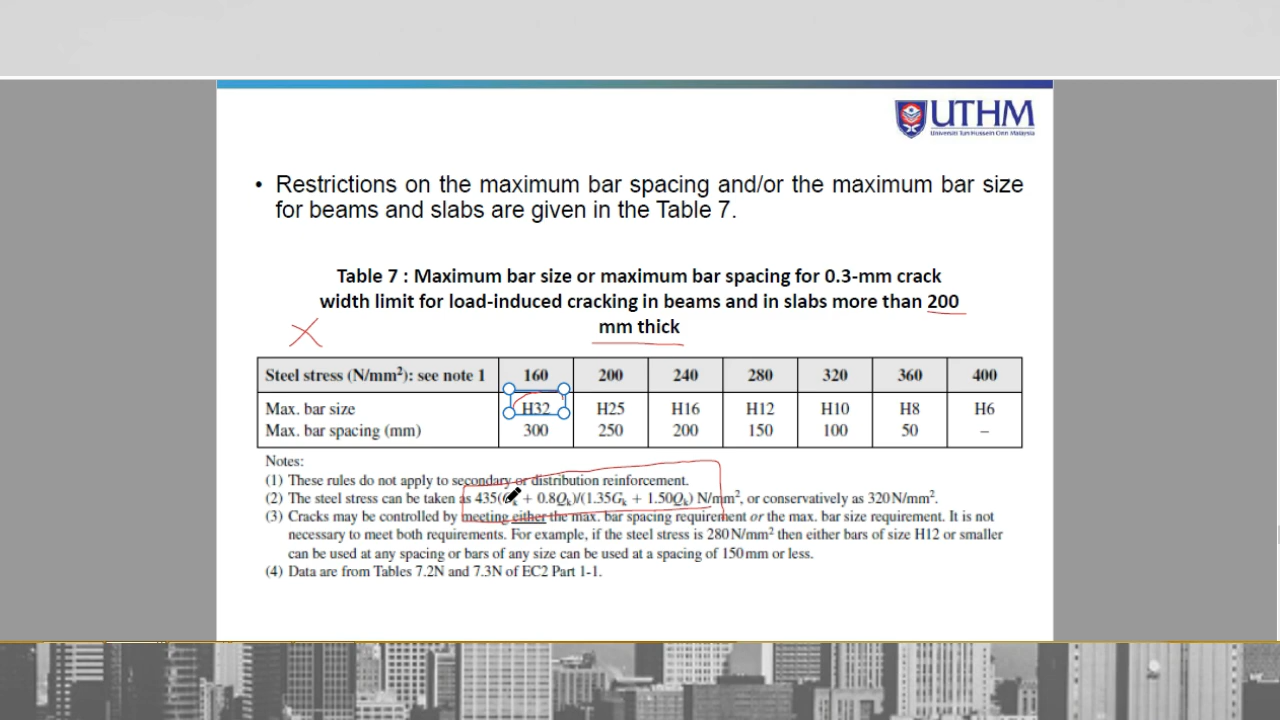 UTHM
Universiti Tun Hussein Onn Malaysia
• Restrictions on the maximum bar spacing and/or the maximum bar size
for beams and slabs are given in the Table 7.
Table 7 : Maximum bar size or maximum bar spacing for 0.3-mm crack
width limit for load-induced cracking in beams and in slabs more than 200
mm thick
Steel stress (N/mm²): see note 1 160 200 240 280 320 360 400
Max. bar size H32 H25 H16 H12 H10 H8 H6
Max. bar spacing (mm) 300 250 200 150 100 50 –
Notes:
(1) These rules do not apply to secondary or distribution reinforcement.
(2) The steel stress can be taken as 435( + 0.8Qk)/(1.35Gk + 1.50Qk) N/mm², or conservatively as 320 N/mm².
(3) Cracks may be controlled by meeting either the max. bar spacing requirement or the max. bar size requirement. It is not
necessary to meet both requirements. For example, if the steel stress is 280 N/mm² then either bars of size H12 or smaller
can be used at any spacing or bars of any size can be used at a spacing of 150 mm or less.
(4) Data are from Tables 7.2N and 7.3N of EC2 Part 1-1.